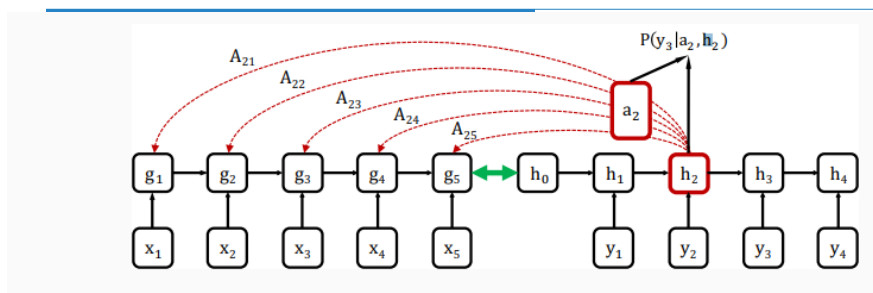 P(y₃|a₂,h₂)
A₂₁
A₂₂
A₂₃
A₂₄
A₂₅
a₂
g₁ g₂ g₃ g₄ g₅ h₀ h₁ h₂ h₃ h₄
x₁ x₂ x₃ x₄ x₅ y₁ y₂ y₃ y₄